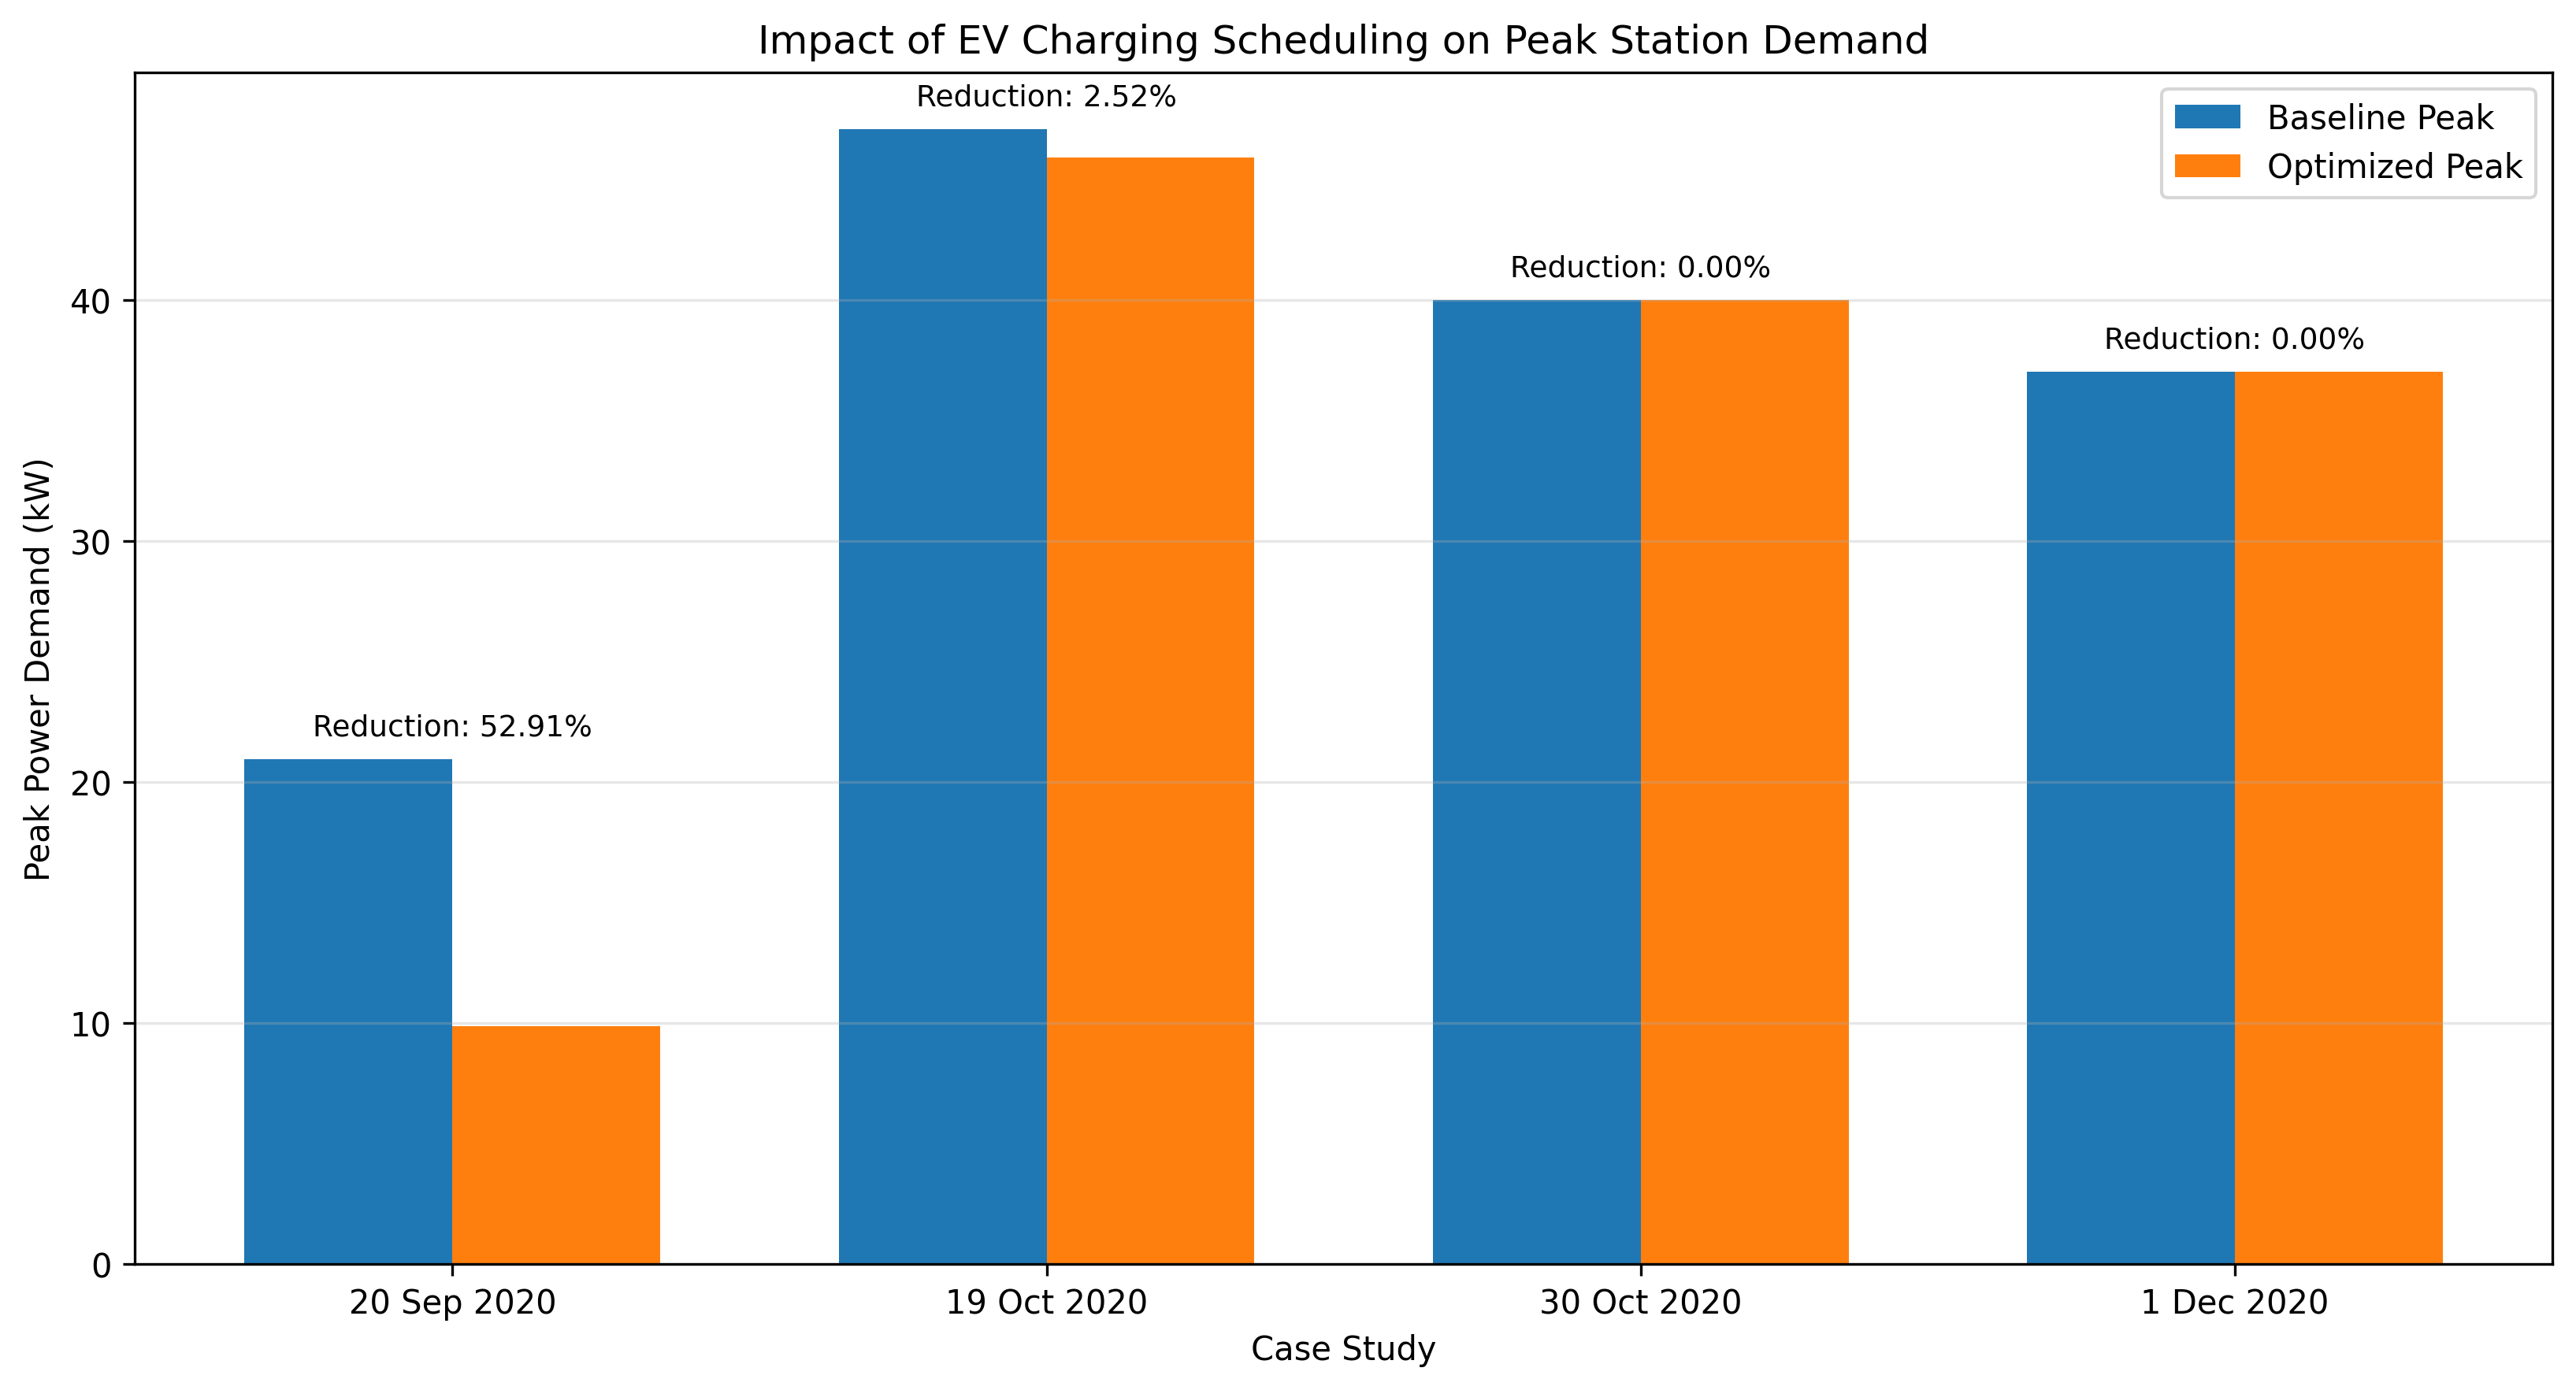 Impact of EV Charging Scheduling on Peak Station Demand
Reduction: 2.52%
Baseline Peak
Optimized Peak
Reduction: 0.00%
Reduction: 0.00%
Reduction: 52.91%
Peak Power Demand (kW)
40
30
20
10
0
20 Sep 2020
19 Oct 2020
30 Oct 2020
1 Dec 2020
Case Study